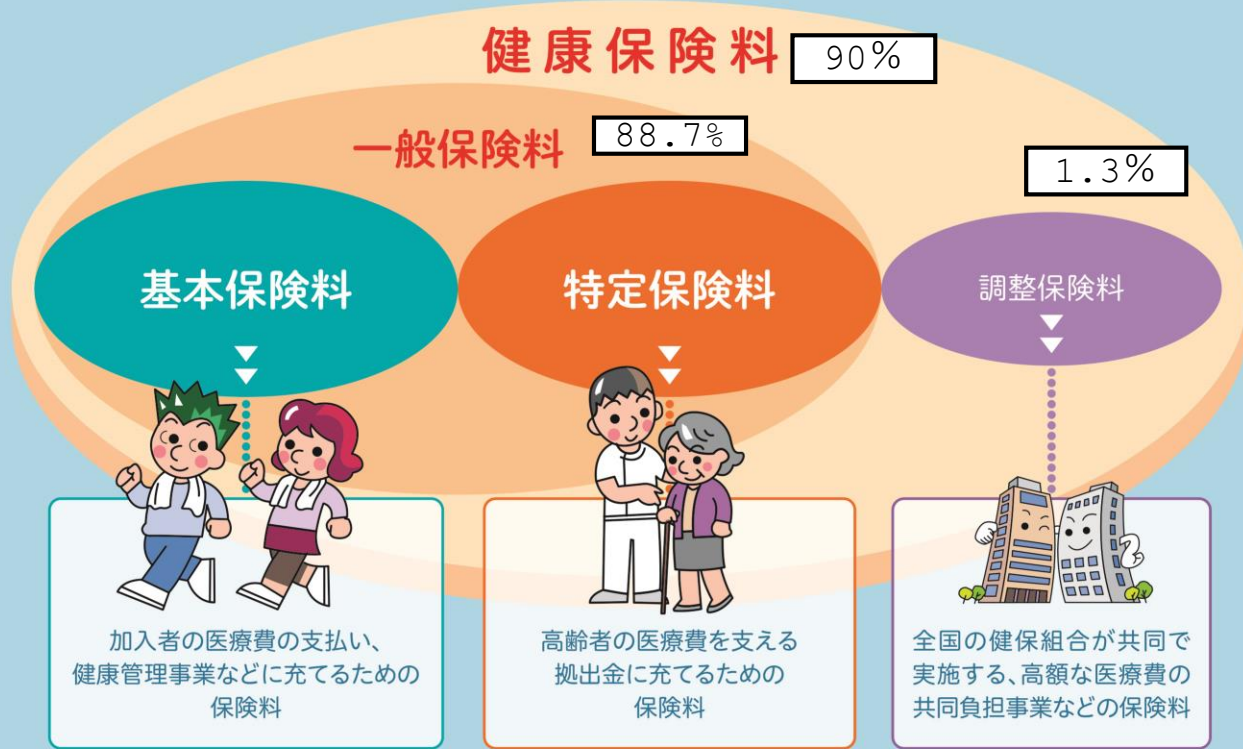 健康保険料 90%
一般保険料 88.7%
1.3%
基本保険料
特定保険料
調整保険料
加入者の医療費の支払い、
健康管理事業などに充てるための
保険料
高齢者の医療費を支える
拠出金に充てるための
保険料
全国の健保組合が共同で
実施する、高額な医療費の
共同負担事業などの保険料